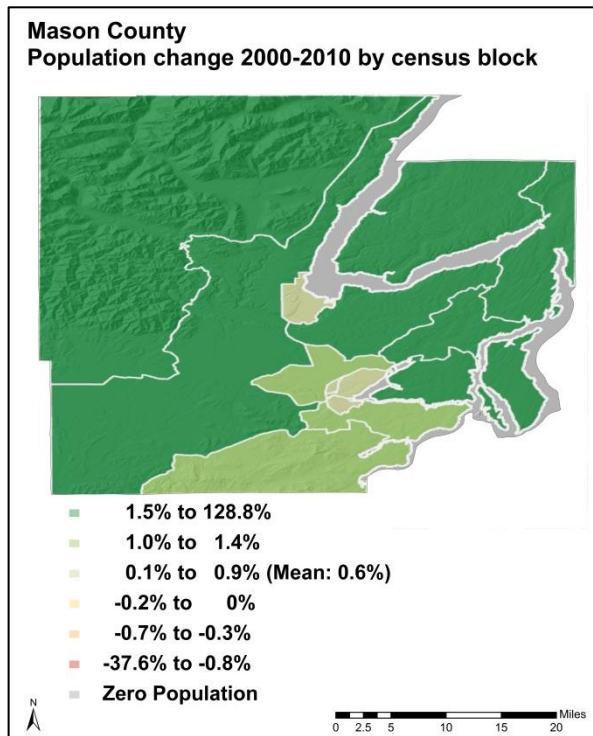 Mason County
Population change 2000-2010 by census block
1.5% to 128.8%
1.0% to 1.4%
0.1% to 0.9% (Mean: 0.6%)
-0.2% to 0%
-0.7% to -0.3%
-37.6% to -0.8%
Zero Population
N
Miles
0 2.5 5 10 15 20